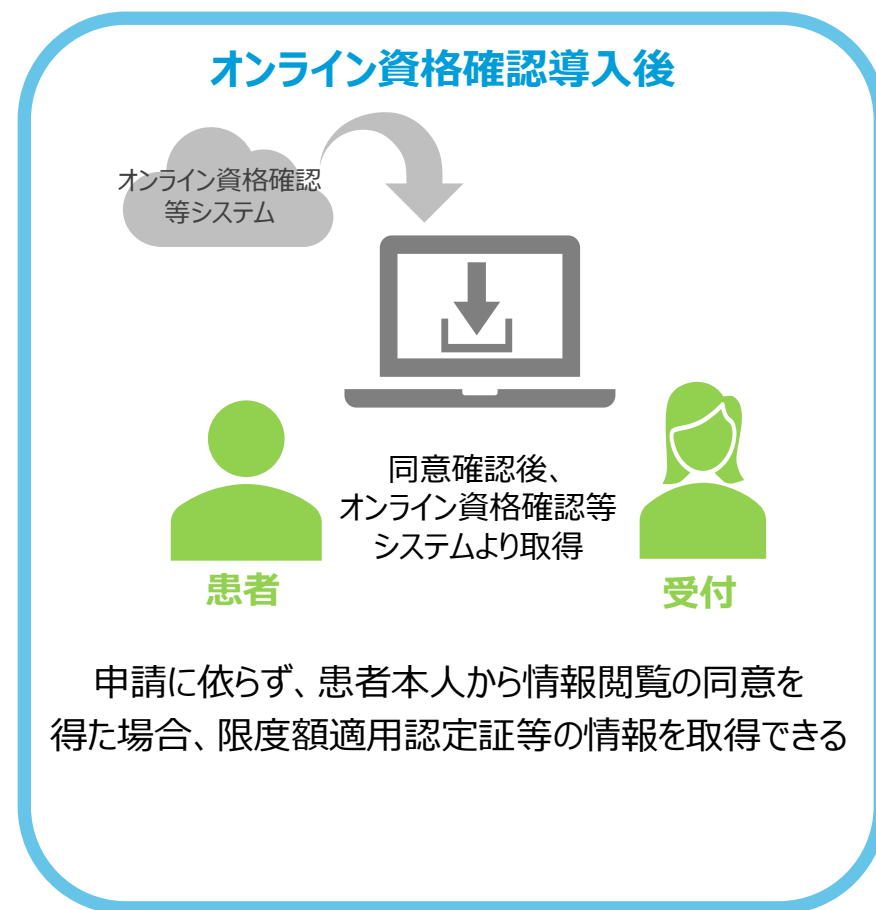 オンライン資格確認導入後
オンライン資格確認
等システム
同意確認後、
オンライン資格確認等
システムより取得
患者
受付
申請に依らず、患者本人から情報閲覧の同意を
得た場合、限度額適用認定証等の情報を取得できる